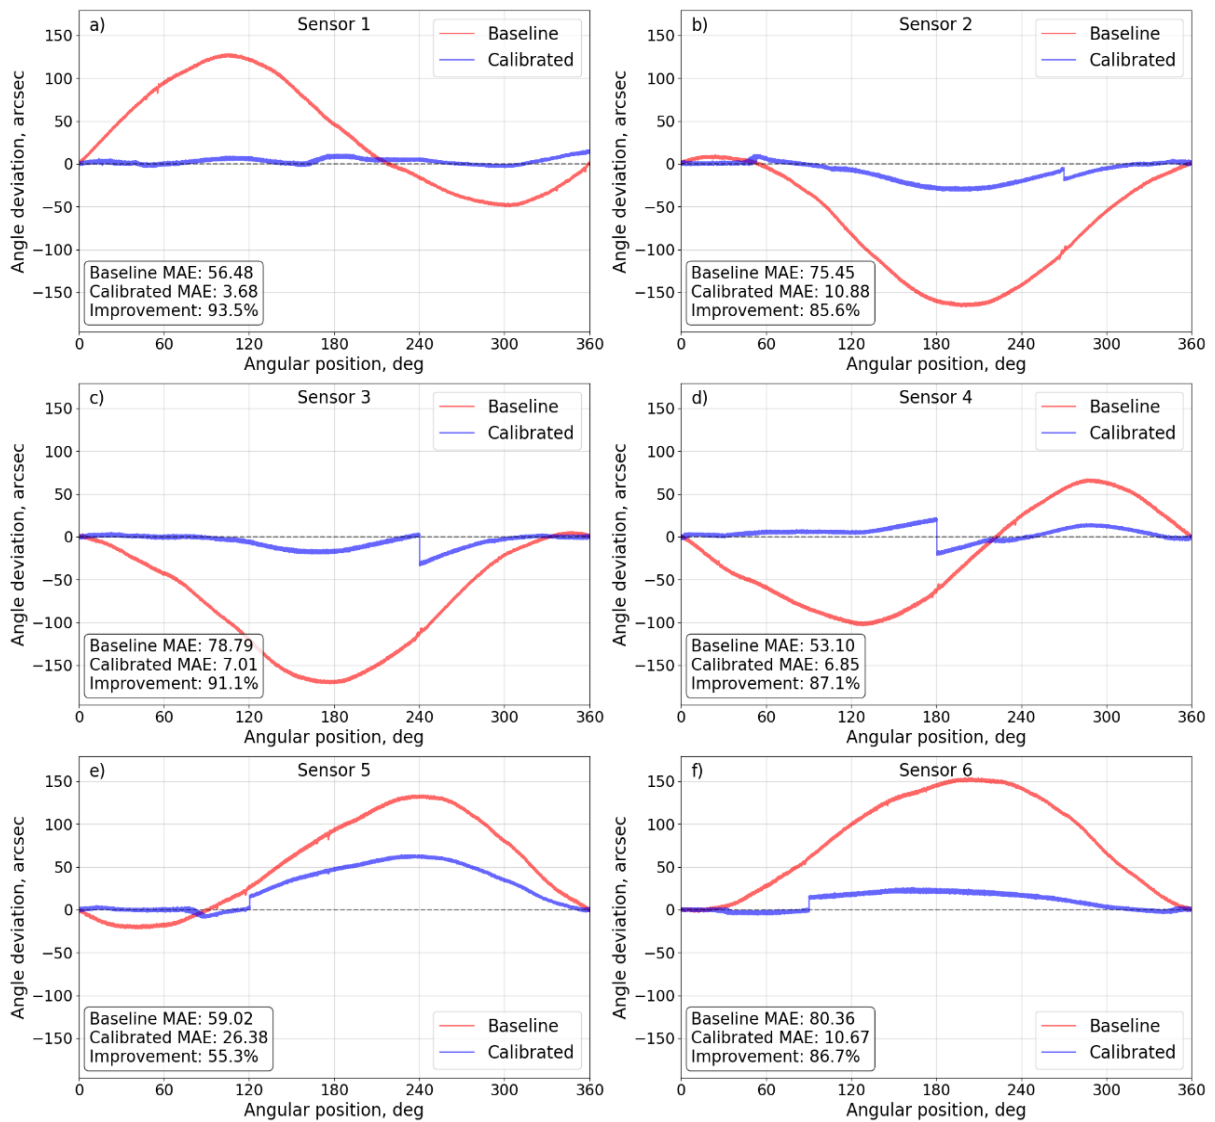 a)
Sensor 1
Baseline
Calibrated
150
100
50
0
−50
−100
−150
Angle deviation, arcsec
Baseline MAE: 56.48
Calibrated MAE: 3.68
Improvement: 93.5%
0 60 120 180 240 300 360
Angular position, deg
b)
Sensor 2
Baseline
Calibrated
150
100
50
0
−50
−100
−150
Angle deviation, arcsec
Baseline MAE: 75.45
Calibrated MAE: 10.88
Improvement: 85.6%
0 60 120 180 240 300 360
Angular position, deg
c)
Sensor 3
Baseline
Calibrated
150
100
50
0
−50
−100
−150
Angle deviation, arcsec
Baseline MAE: 78.79
Calibrated MAE: 7.01
Improvement: 91.1%
0 60 120 180 240 300 360
Angular position, deg
d)
Sensor 4
Baseline
Calibrated
150
100
50
0
−50
−100
−150
Angle deviation, arcsec
Baseline MAE: 53.10
Calibrated MAE: 6.85
Improvement: 87.1%
0 60 120 180 240 300 360
Angular position, deg
e)
Sensor 5
150
100
50
0
−50
−100
−150
Angle deviation, arcsec
Baseline MAE: 59.02
Calibrated MAE: 26.38
Improvement: 55.3%
Baseline
Calibrated
0 60 120 180 240 300 360
Angular position, deg
f)
Sensor 6
150
100
50
0
−50
−100
−150
Angle deviation, arcsec
Baseline MAE: 80.36
Calibrated MAE: 10.67
Improvement: 86.7%
Baseline
Calibrated
0 60 120 180 240 300 360
Angular position, deg